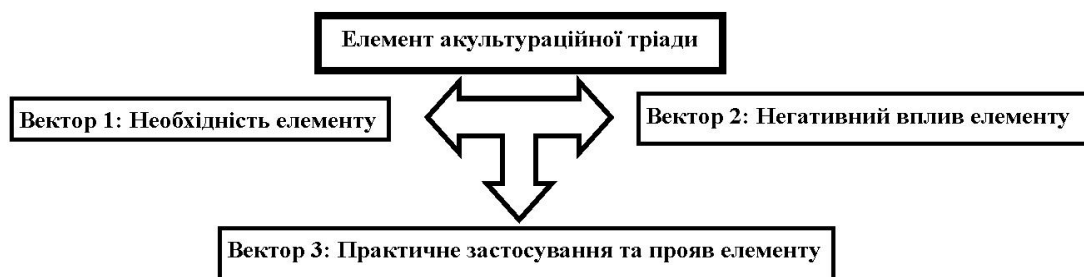 Елемент акультураційної тріади
Вектор 1: Необхідність елементу
Вектор 2: Негативний вплив елементу
Вектор 3: Практичне застосування та прояв елементу